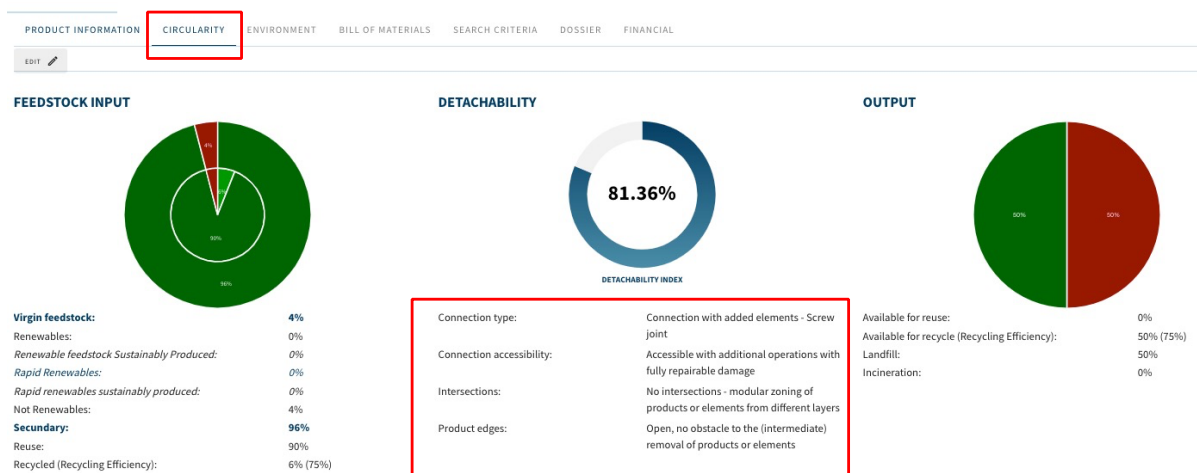 PRODUCT INFORMATION CIRCULARITY ENVIRONMENT BILL OF MATERIALS SEARCH CRITERIA DOSSIER FINANCIAL
EDIT
FEEDSTOCK INPUT
4%
6%
90%
96%
Virgin feedstock: 4%
Renewables: 0%
Renewable feedstock Sustainably Produced: 0%
Rapid Renewables: 0%
Rapid renewables sustainably produced: 0%
Not Renewables: 4%
Secundary: 96%
Reuse: 90%
Recycled (Recycling Efficiency): 6% (75%)
DETACHABILITY
81.36%
DETACHABILITY INDEX
Connection type: Connection with added elements - Screw
joint
Connection accessibility: Accessible with additional operations with
fully repairable damage
Intersections: No intersections - modular zoning of
products or elements from different layers
Product edges: Open, no obstacle to the (intermediate)
removal of products or elements
OUTPUT
50%
50%
Available for reuse: 0%
Available for recycle (Recycling Efficiency): 50% (75%)
Landfill: 50%
Incineration: 0%